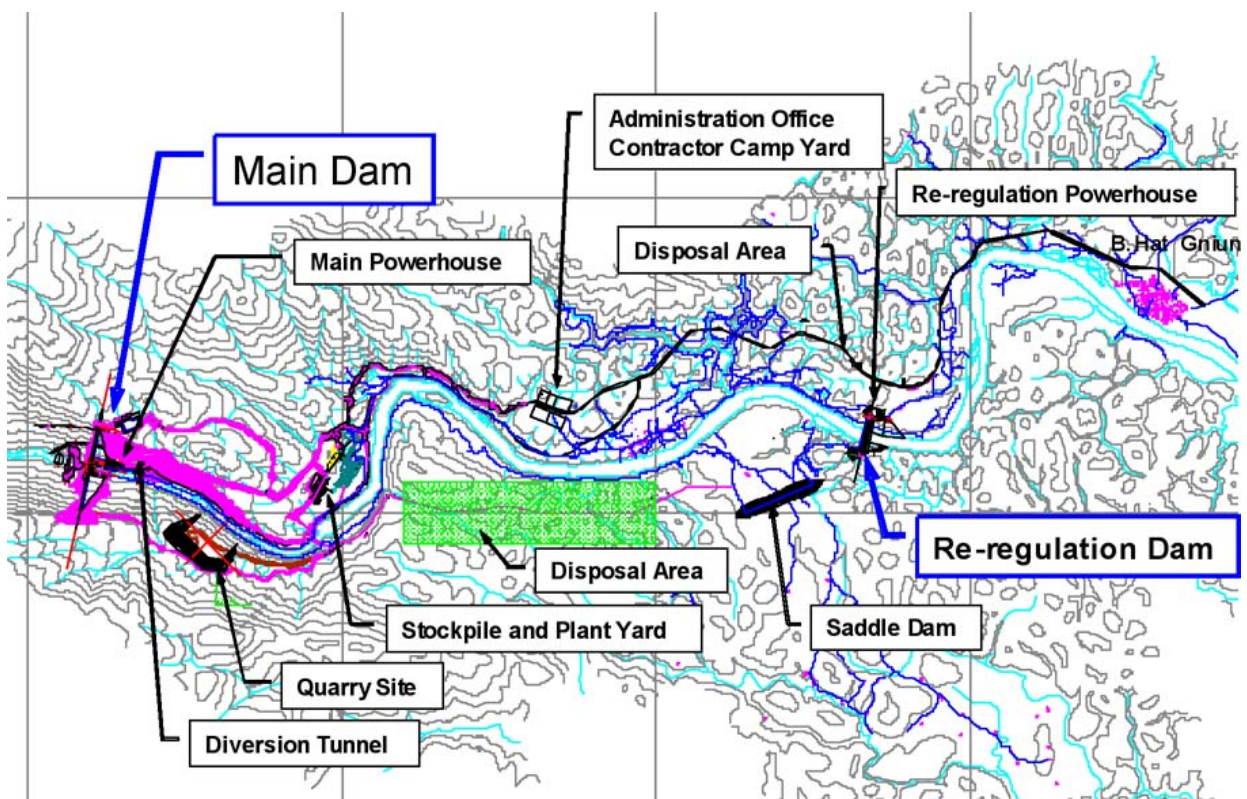 Administration Office
Contractor Camp Yard
Main Dam
Re-regulation Powerhouse
Main Powerhouse
Disposal Area
B. Hat Gniun
Re-regulation Dam
Disposal Area
Stockpile and Plant Yard
Saddle Dam
Quarry Site
Diversion Tunnel